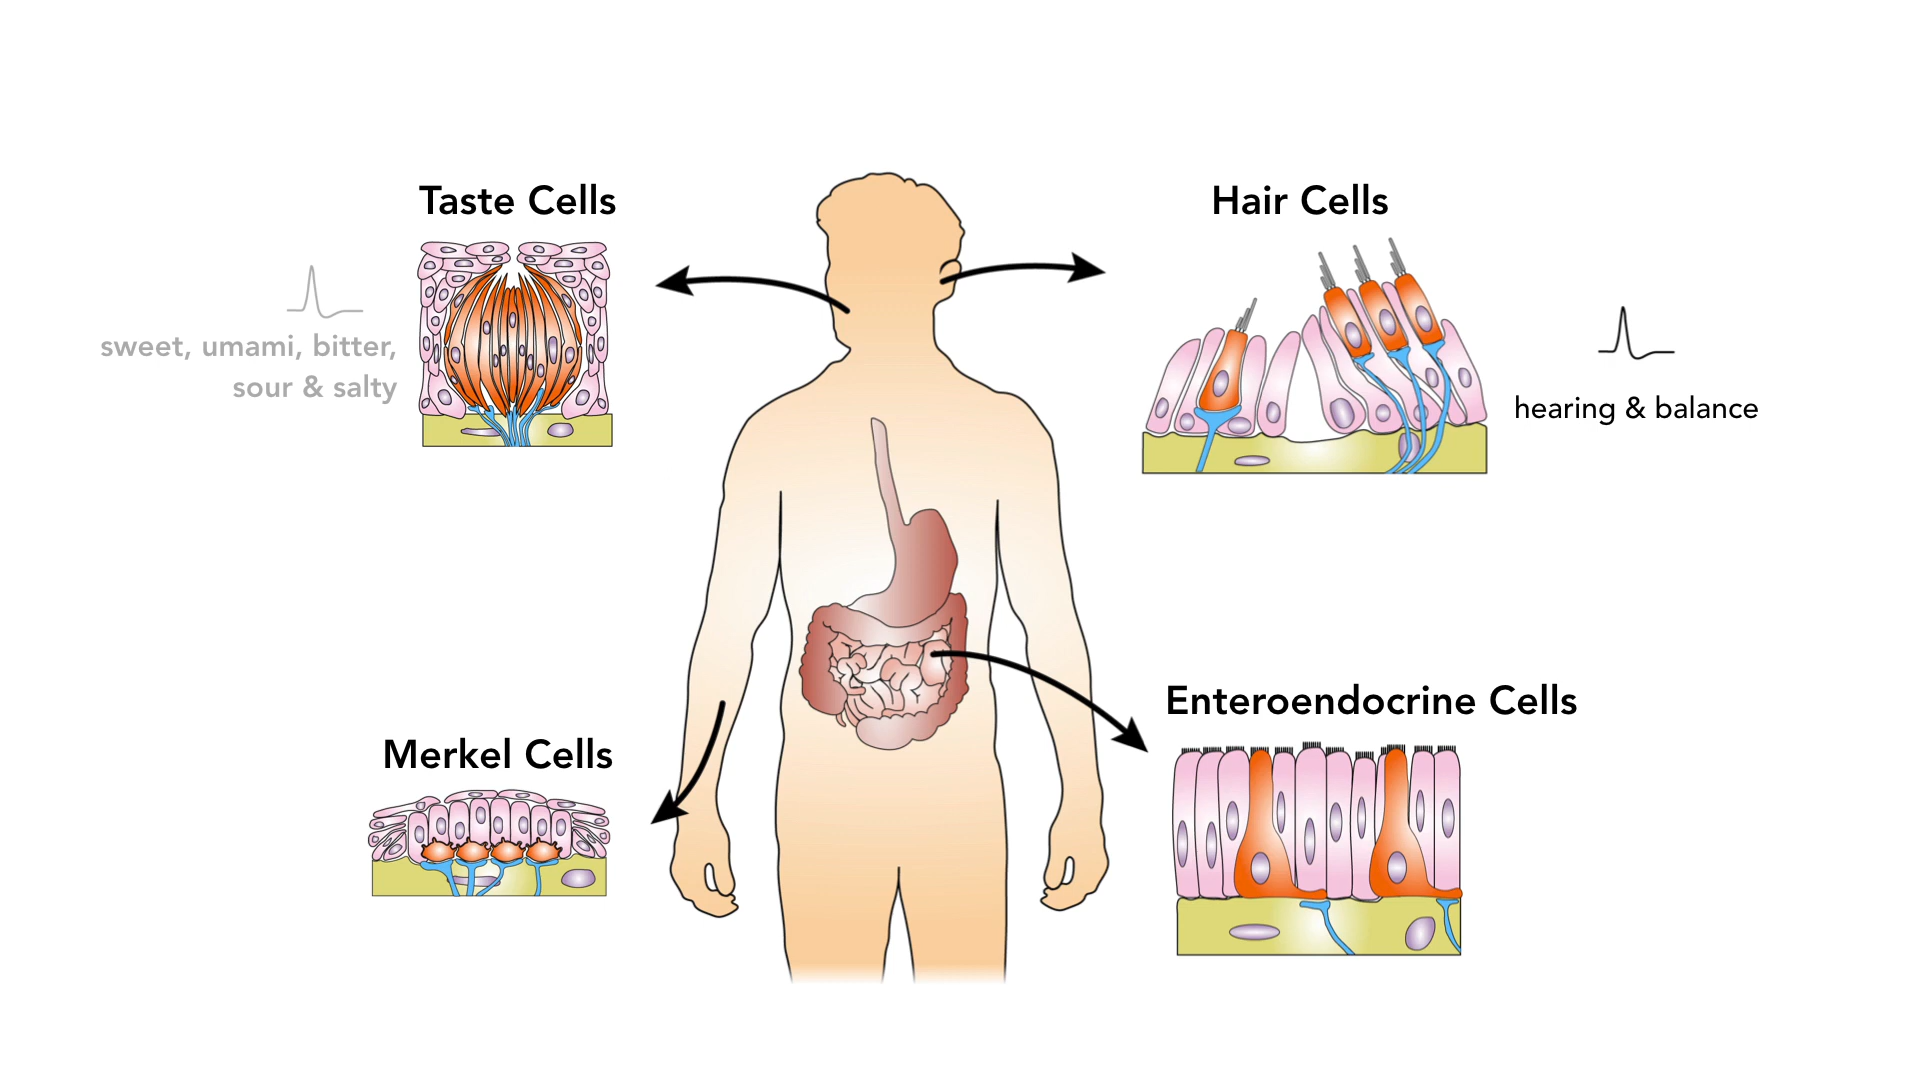 Taste Cells
sweet, umami, bitter,
sour & salty
Hair Cells
hearing & balance
Merkel Cells
Enteroendocrine Cells